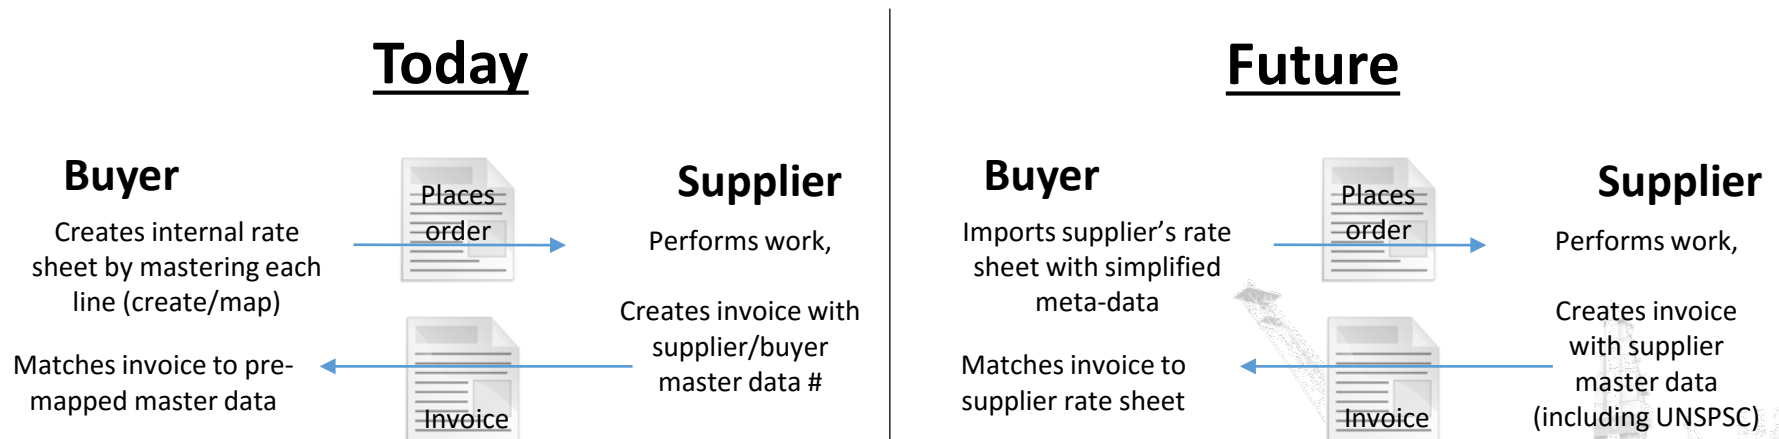 Today
Buyer
Creates internal rate
sheet by mastering each
line (create/map)
Matches invoice to pre-
mapped master data
Places
order
Invoice
Supplier
Performs work,
Creates invoice with
supplier/buyer
master data #
Future
Buyer
Imports supplier’s rate
sheet with simplified
meta-data
Matches invoice to
supplier rate sheet
Places
order
Invoice
Supplier
Performs work,
Creates invoice
with supplier
master data
(including UNSPSC)